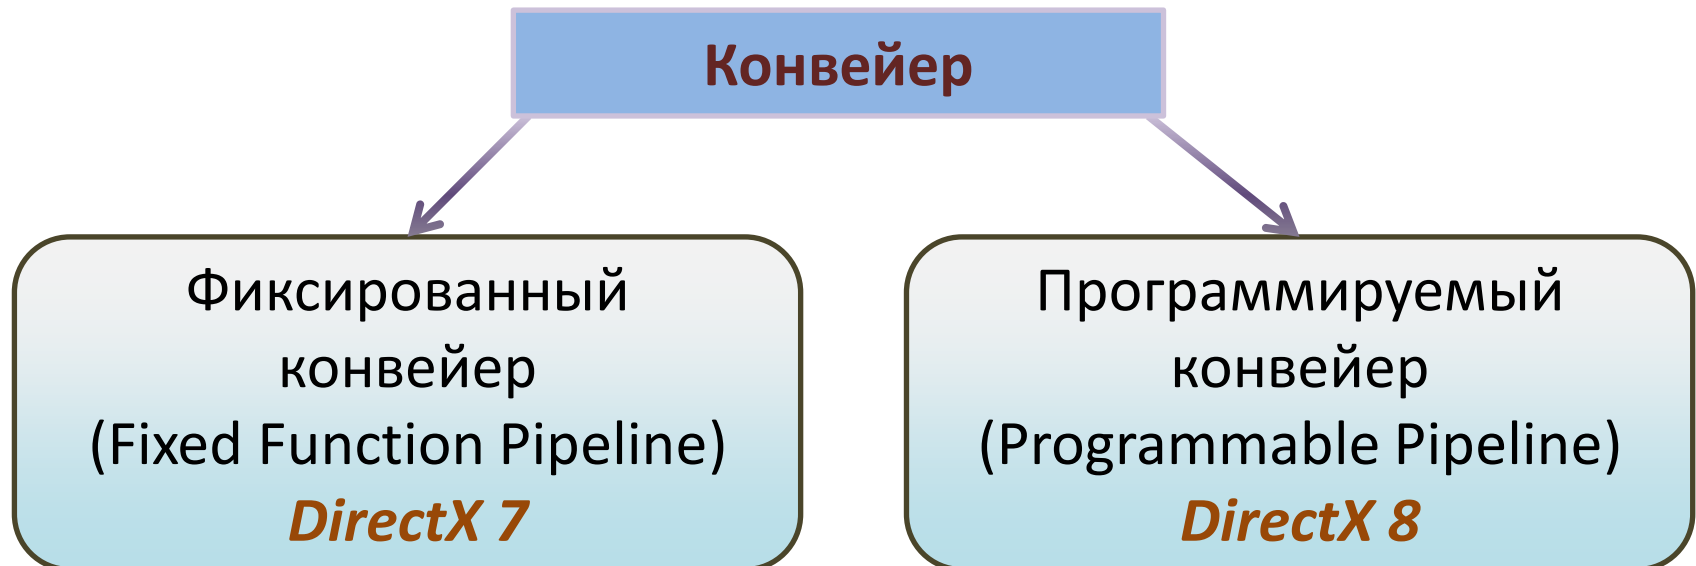 Конвейер
Фиксированный
конвейер
(Fixed Function Pipeline)
DirectX 7
Программируемый
конвейер
(Programmable Pipeline)
DirectX 8